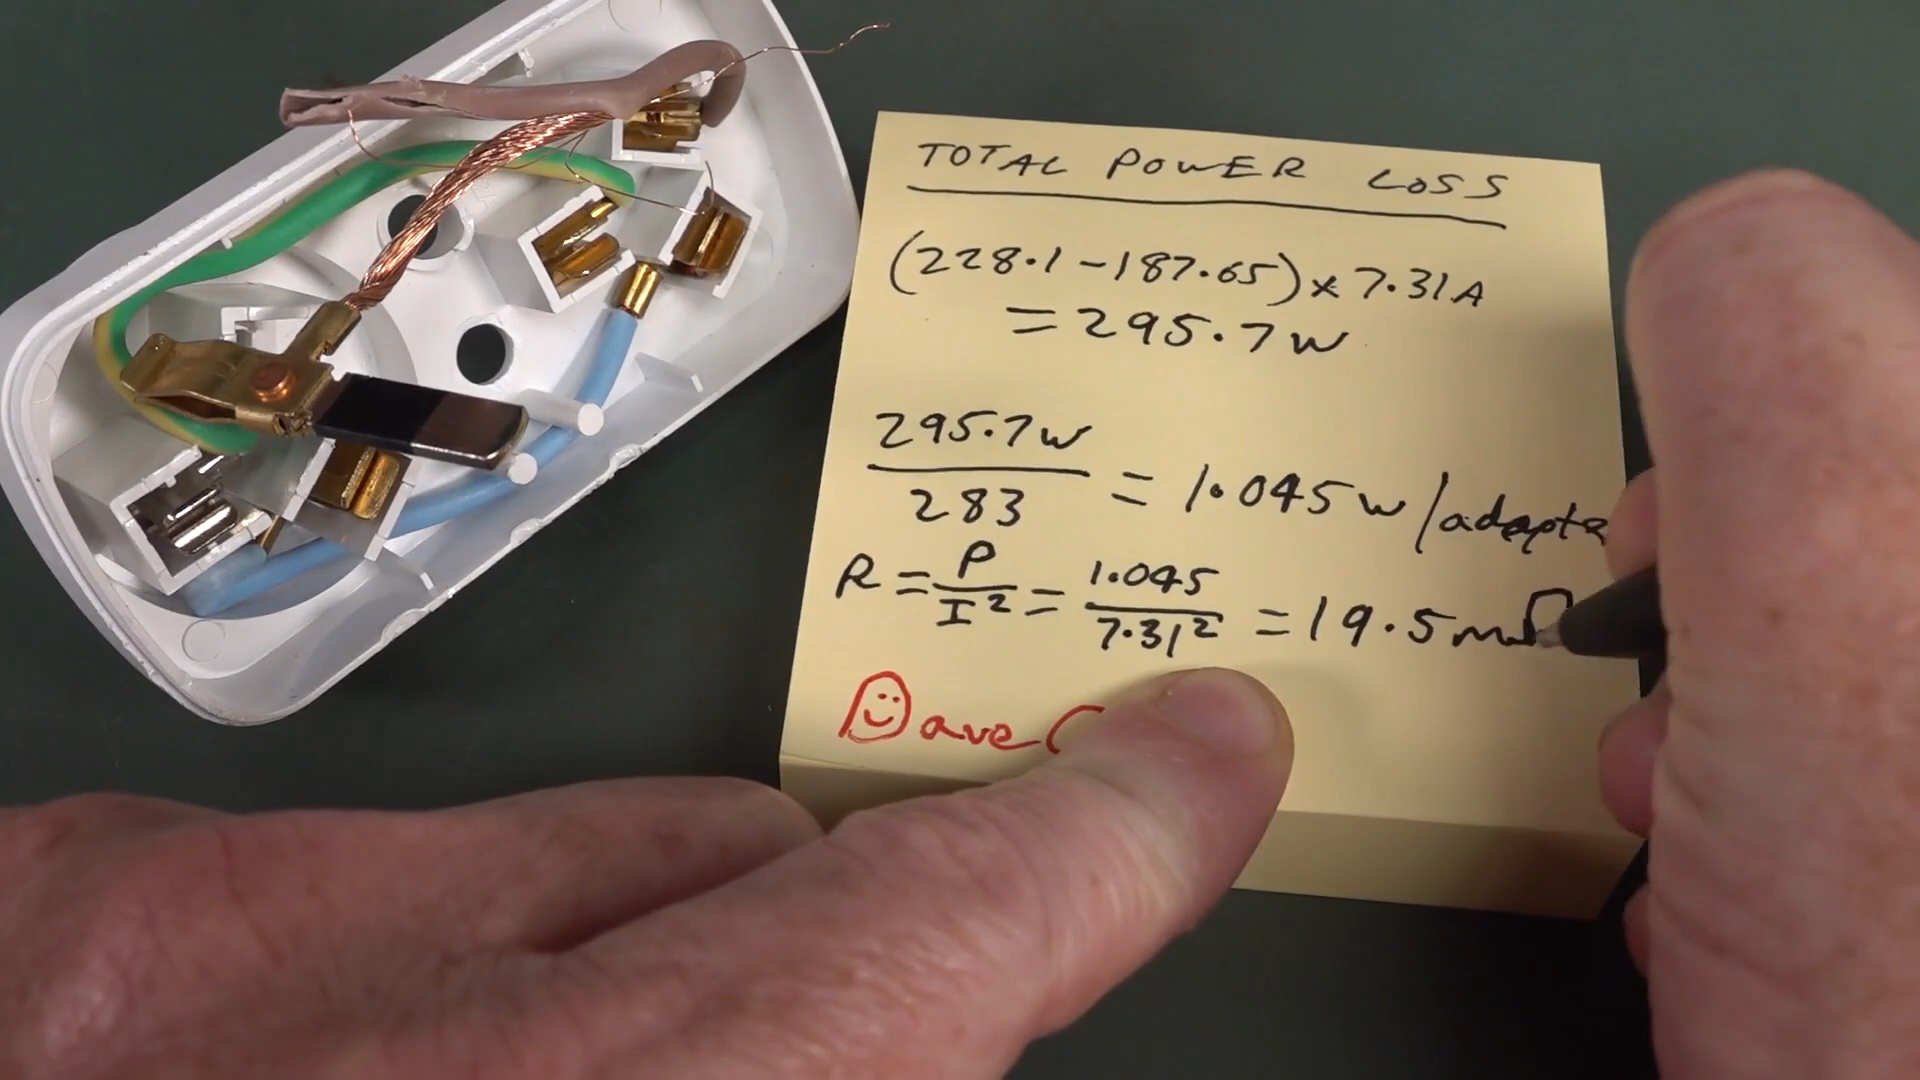 TOTAL POWER LOSS
(228.1-187.65)×7.31A
=295.7W
295.7W
283
= 1.045W/adapte
R = P/I² = 1.045/7.31² = 19.5mΩ
Dave